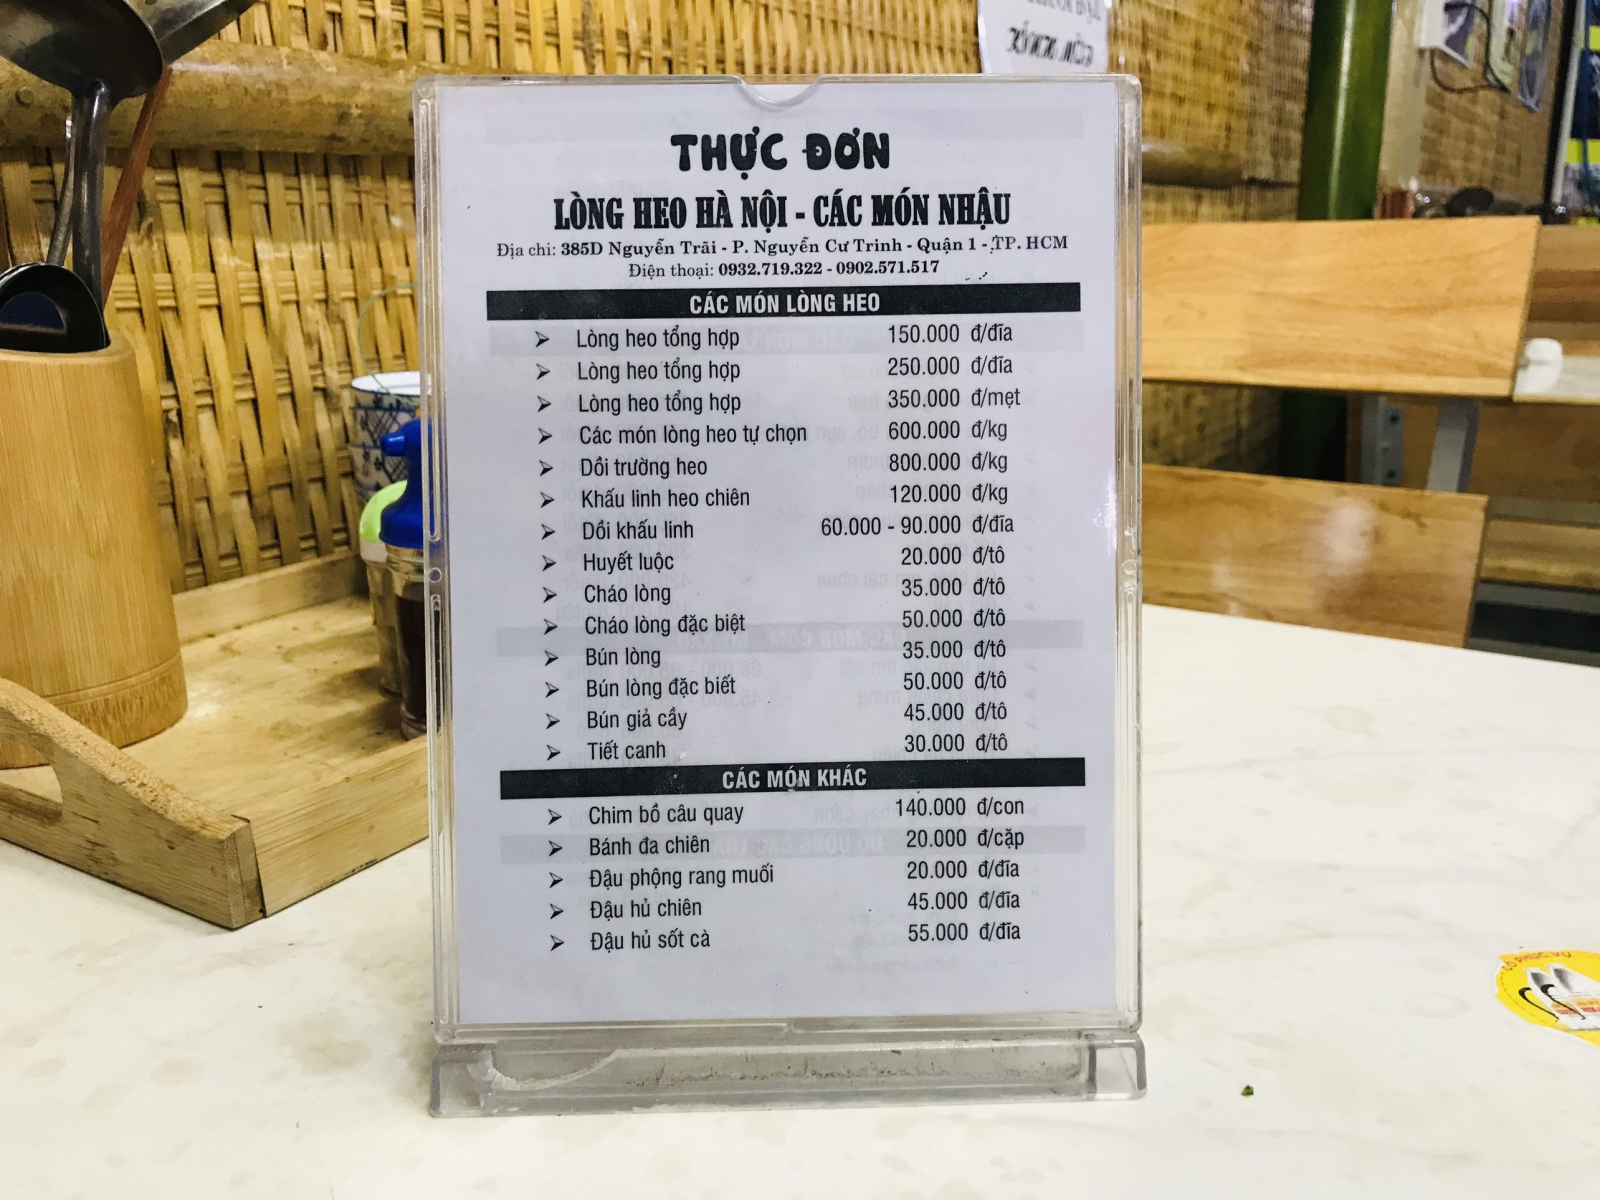 THỰC ĐƠN
LÒNG HEO HÀ NỘI - CÁC MÓN NHẬU
Địa chỉ: 385D Nguyễn Trãi - P. Nguyễn Cư Trinh - Quận 1 - TP. HCM
Điện thoại: 0932.719.322 - 0902.571.517
CÁC MÓN LÒNG HEO
➢ Lòng heo tổng hợp 150.000 đ/đĩa
➢ Lòng heo tổng hợp 250.000 đ/đĩa
➢ Lòng heo tổng hợp 350.000 đ/mẹt
➢ Các món lòng heo tự chọn 600.000 đ/kg
➢ Dồi trường heo 800.000 đ/kg
➢ Khấu linh heo chiên 120.000 đ/kg
➢ Dồi khấu linh 60.000 - 90.000 đ/đĩa
➢ Huyết luộc 20.000 đ/tô
➢ Cháo lòng 35.000 đ/tô
➢ Cháo lòng đặc biệt 50.000 đ/tô
➢ Bún lòng 35.000 đ/tô
➢ Bún lòng đặc biết 50.000 đ/tô
➢ Bún giả cầy 45.000 đ/tô
➢ Tiết canh 30.000 đ/tô
CÁC MÓN KHÁC
➢ Chim bồ câu quay 140.000 đ/con
➢ Bánh đa chiên 20.000 đ/cặp
➢ Đậu phộng rang muối 20.000 đ/đĩa
➢ Đậu hủ chiên 45.000 đ/đĩa
➢ Đậu hủ sốt cà 55.000 đ/đĩa